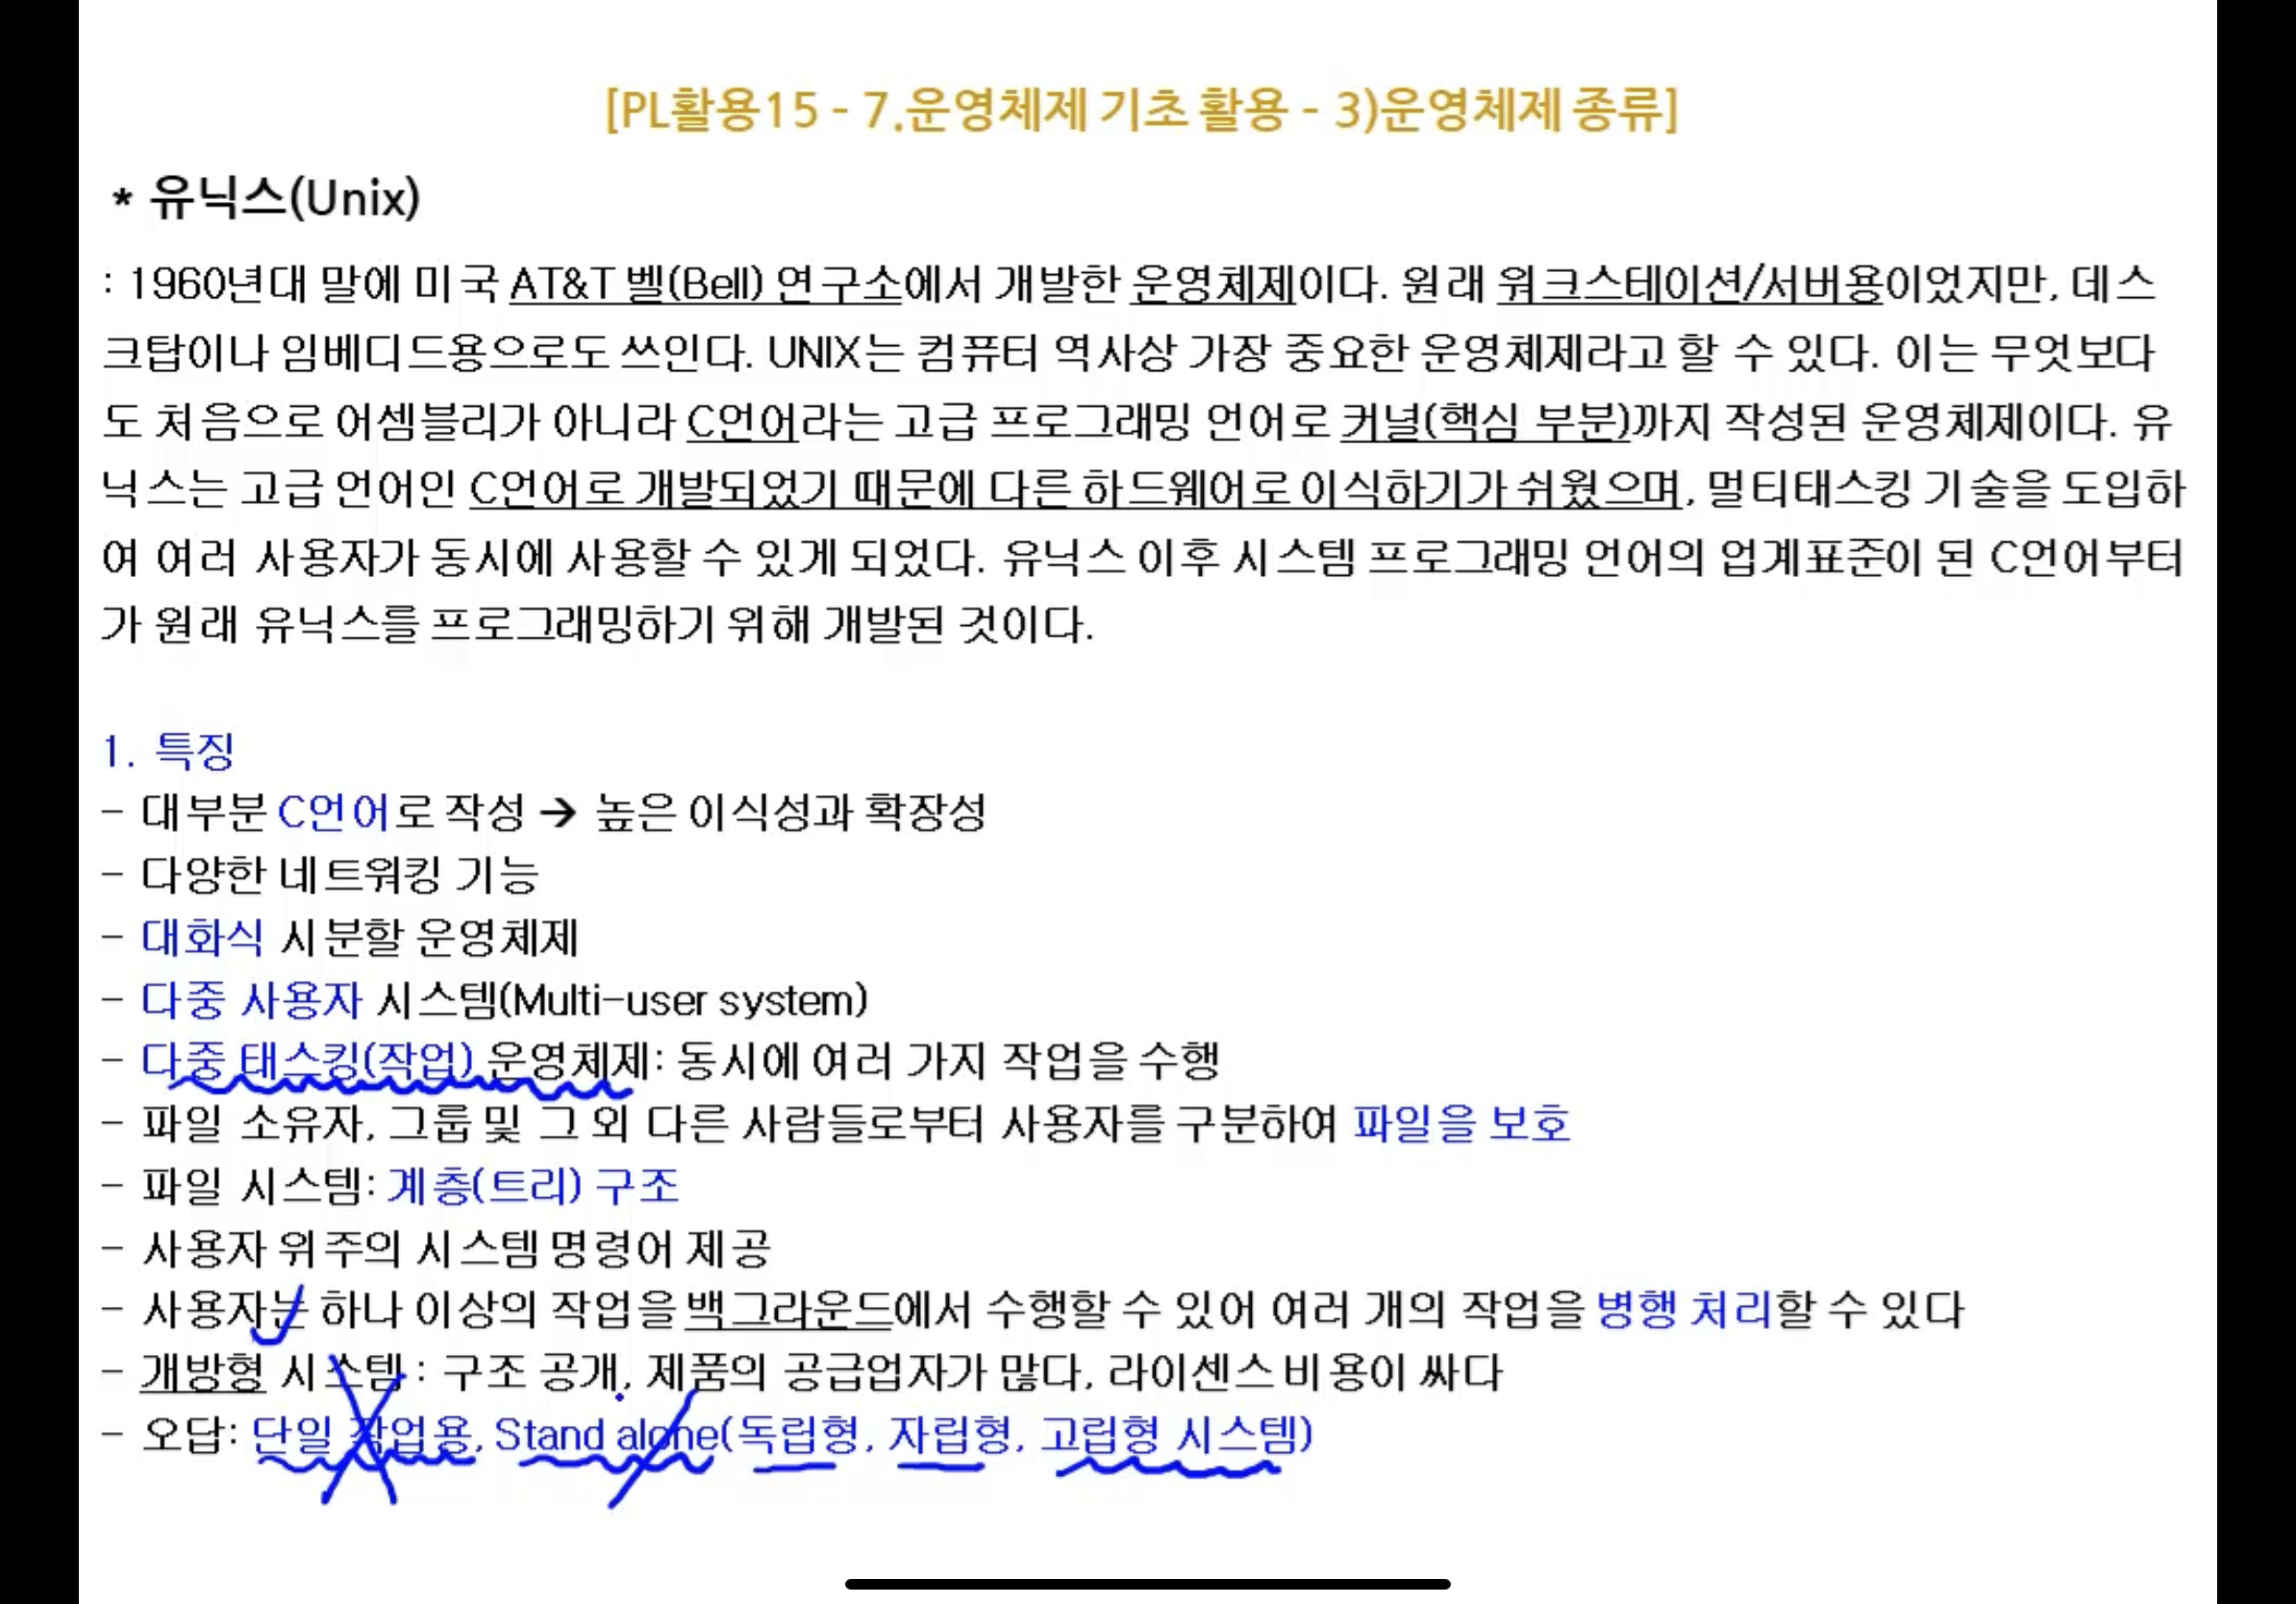 [PL활용15 - 7.운영체제 기초 활용 - 3)운영체제 종류]
* 유닉스(Unix)
: 1960년대 말에 미국 AT&T 벨(Bell) 연구소에서 개발한 운영체제이다. 원래 워크스테이션/서버용이었지만, 데스
크탑이나 임베디드용으로도 쓰인다. UNIX는 컴퓨터 역사상 가장 중요한 운영체제라고 할 수 있다. 이는 무엇보다
도 처음으로 어셈블리가 아니라 C언어라는 고급 프로그래밍 언어로 커널(핵심 부분)까지 작성된 운영체제이다. 유
닉스는 고급 언어인 C언어로 개발되었기 때문에 다른 하드웨어로 이식하기가 쉬웠으며, 멀티태스킹 기술을 도입하
여 여러 사용자가 동시에 사용할 수 있게 되었다. 유닉스 이후 시스템 프로그래밍 언어의 업계표준이 된 C언어부터
가 원래 유닉스를 프로그래밍하기 위해 개발된 것이다.
1. 특징
- 대부분 C언어로 작성 → 높은 이식성과 확장성
- 다양한 네트워킹 기능
- 대화식 시분할 운영체제
- 다중 사용자 시스템(Multi-user system)
- 다중 태스킹(작업) 운영체제: 동시에 여러 가지 작업을 수행
- 파일 소유자, 그룹 및 그 외 다른 사람들로부터 사용자를 구분하여 파일을 보호
- 파일 시스템: 계층(트리) 구조
- 사용자 위주의 시스템 명령어 제공
- 사용자는 하나 이상의 작업을 백그라운드에서 수행할 수 있어 여러 개의 작업을 병행 처리할 수 있다
- 개방형 시스템: 구조 공개, 제품의 공급업자가 많다, 라이센스 비용이 싸다
- 오답: 단일 작업용, Stand alone(독립형, 자립형, 고립형 시스템)